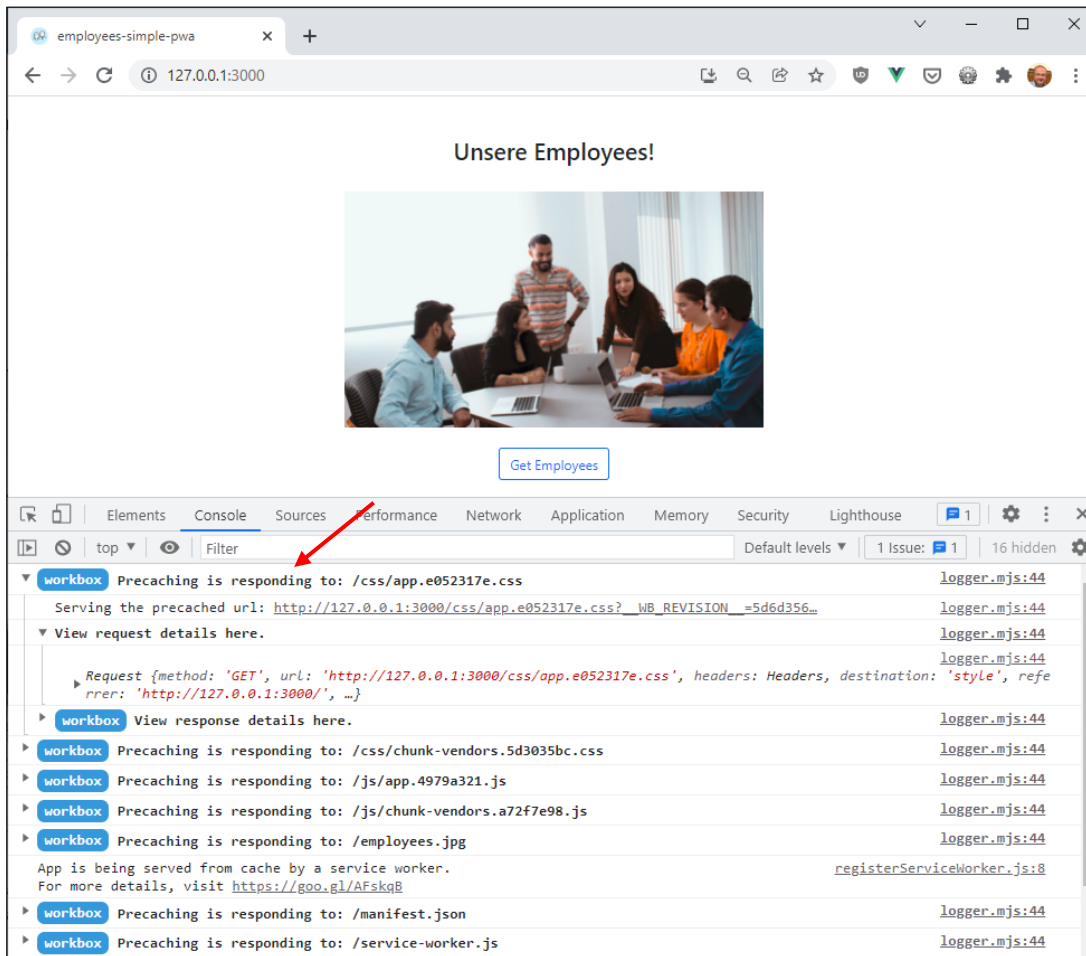 employees-simple-pwa
127.0.0.1:3000
Unsere Employees!
Get Employees
Elements Console Sources Performance Network Application Memory Security Lighthouse 1
top Filter Default levels 1 Issue: 1 16 hidden
workbox Precaching is responding to: /css/app.e052317e.css logger.mjs:44
Serving the precached url: http://127.0.0.1:3000/css/app.e052317e.css?__WB_REVISION__=5d6d356… logger.mjs:44
View request details here. logger.mjs:44
logger.mjs:44
Request {method: 'GET', url: 'http://127.0.0.1:3000/css/app.e052317e.css', headers: Headers, destination: 'style', refe
rrer: 'http://127.0.0.1:3000/', …}
workbox View response details here. logger.mjs:44
workbox Precaching is responding to: /css/chunk-vendors.5d3035bc.css logger.mjs:44
workbox Precaching is responding to: /js/app.4979a321.js logger.mjs:44
workbox Precaching is responding to: /js/chunk-vendors.a72f7e98.js logger.mjs:44
workbox Precaching is responding to: /employees.jpg logger.mjs:44
App is being served from cache by a service worker. registerServiceWorker.js:8
For more details, visit https://goo.gl/AFskqB
workbox Precaching is responding to: /manifest.json logger.mjs:44
workbox Precaching is responding to: /service-worker.js logger.mjs:44